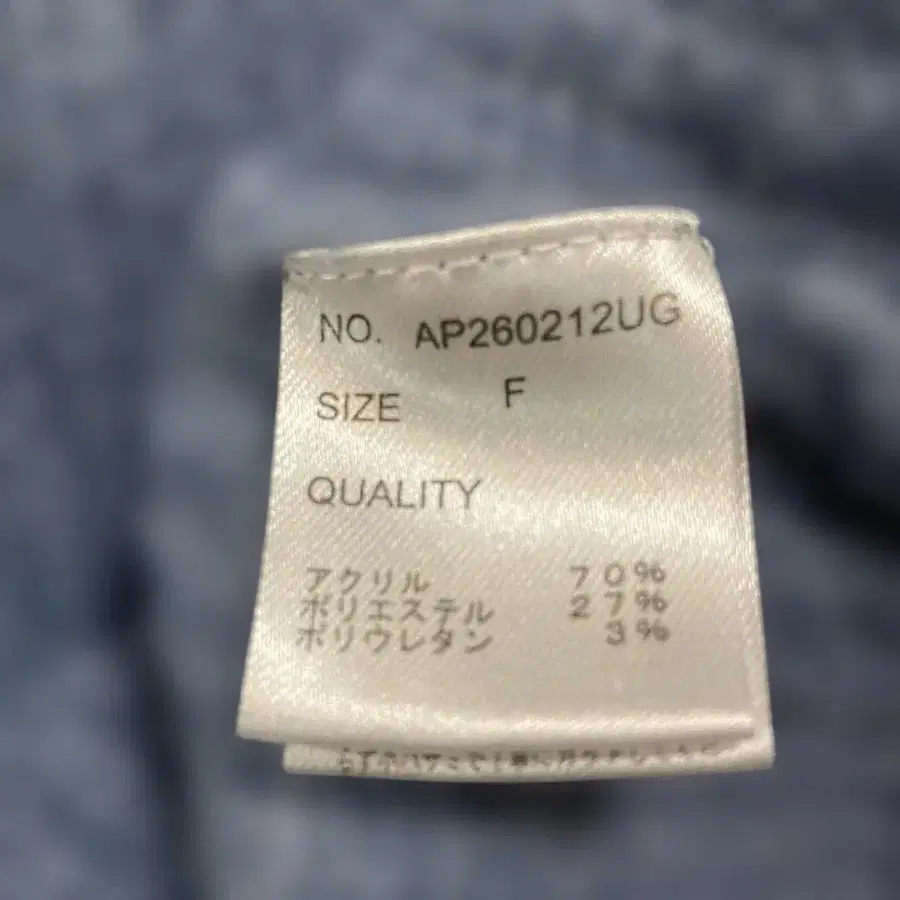 NO. AP260212UG
SIZE F
QUALITY
アクリル 70%
ポリエステル 27%
ポリウレタン 3%